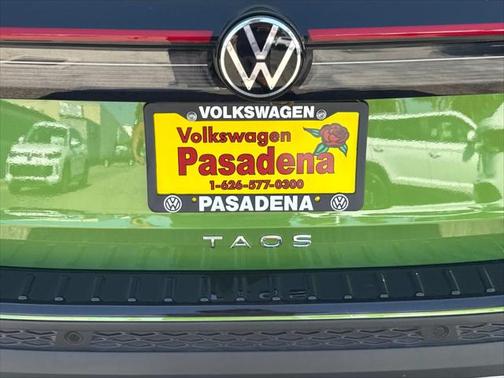 VOLKSWAGEN
Volkswagen
Pasadena
1-626-577-0300
PASADENA
TAOS